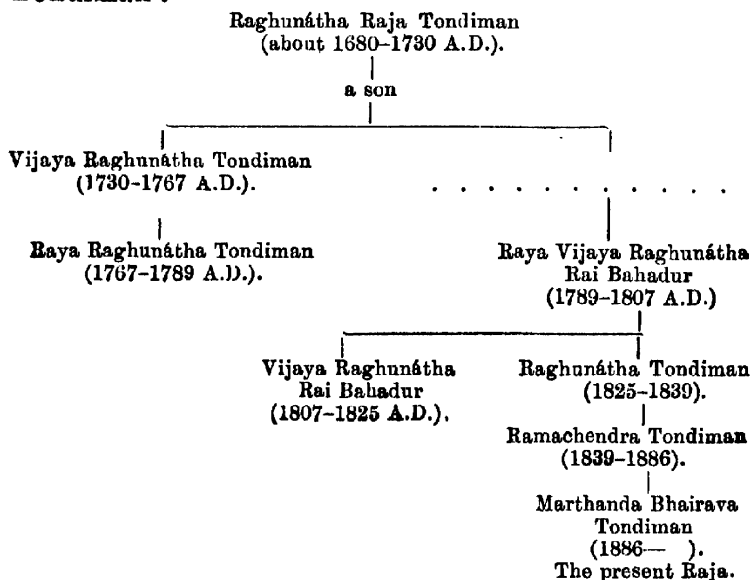 Raghunátha Raja Tondiman
(about 1680–1730 A.D.).
a son
Vijaya Raghunátha Tondiman
(1730–1767 A.D.).
. . . . . . . . . . .
Raya Raghunátha Tondiman
(1767–1789 A.D.).
Raya Vijaya Raghunátha
Rai Bahadur
(1789–1807 A.D.)
Vijaya Raghunátha
Rai Bahadur
(1807–1825 A.D.).
Raghunátha Tondiman
(1825–1839).
Ramachendra Tondiman
(1839–1886).
Marthanda Bhairava
Tondiman
(1886— ).
The present Raja.